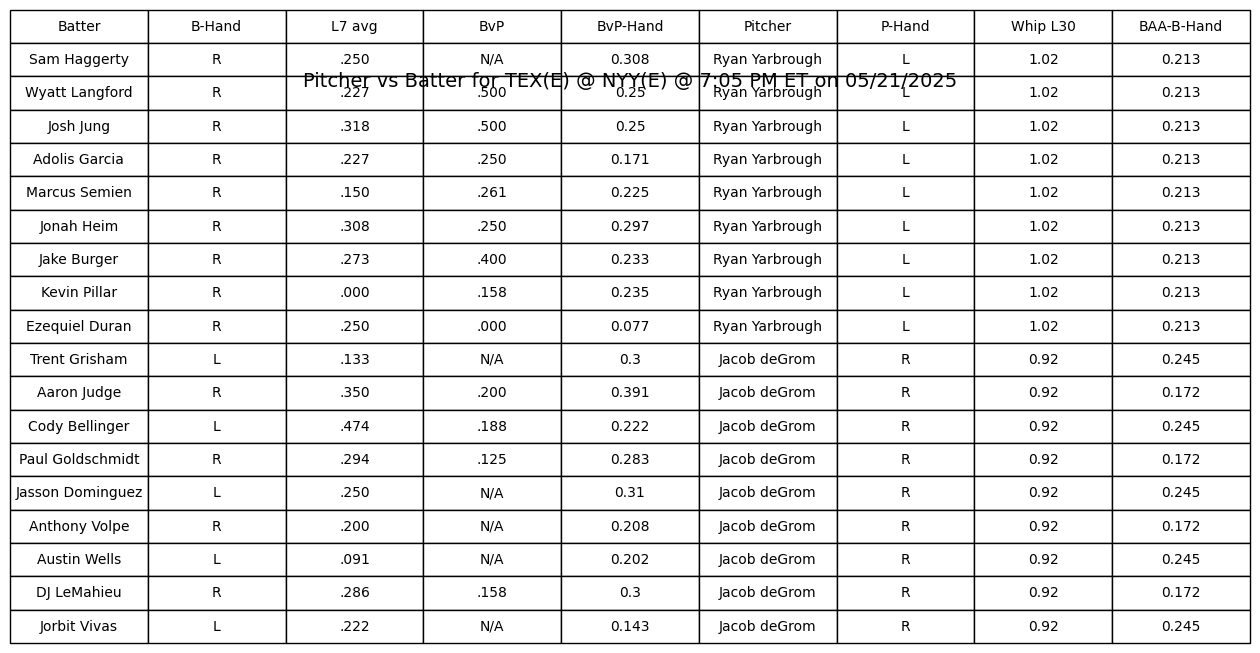 Batter B-Hand L7 avg BvP BvP-Hand Pitcher P-Hand Whip L30 BAA-B-Hand
Sam Haggerty R .250 N/A 0.308 Ryan Yarbrough L 1.02 0.213
Pitcher vs Batter for TEX(E) @ NYY(E) @ 7:05 PM ET on 05/21/2025
Wyatt Langford R .227 .500 0.25 Ryan Yarbrough L 1.02 0.213
Josh Jung R .318 .500 0.25 Ryan Yarbrough L 1.02 0.213
Adolis Garcia R .227 .250 0.171 Ryan Yarbrough L 1.02 0.213
Marcus Semien R .150 .261 0.225 Ryan Yarbrough L 1.02 0.213
Jonah Heim R .308 .250 0.297 Ryan Yarbrough L 1.02 0.213
Jake Burger R .273 .400 0.233 Ryan Yarbrough L 1.02 0.213
Kevin Pillar R .000 .158 0.235 Ryan Yarbrough L 1.02 0.213
Ezequiel Duran R .250 .000 0.077 Ryan Yarbrough L 1.02 0.213
Trent Grisham L .133 N/A 0.3 Jacob deGrom R 0.92 0.245
Aaron Judge R .350 .200 0.391 Jacob deGrom R 0.92 0.172
Cody Bellinger L .474 .188 0.222 Jacob deGrom R 0.92 0.245
Paul Goldschmidt R .294 .125 0.283 Jacob deGrom R 0.92 0.172
Jasson Dominguez L .250 N/A 0.31 Jacob deGrom R 0.92 0.245
Anthony Volpe R .200 N/A 0.208 Jacob deGrom R 0.92 0.172
Austin Wells L .091 N/A 0.202 Jacob deGrom R 0.92 0.245
DJ LeMahieu R .286 .158 0.3 Jacob deGrom R 0.92 0.172
Jorbit Vivas L .222 N/A 0.143 Jacob deGrom R 0.92 0.245